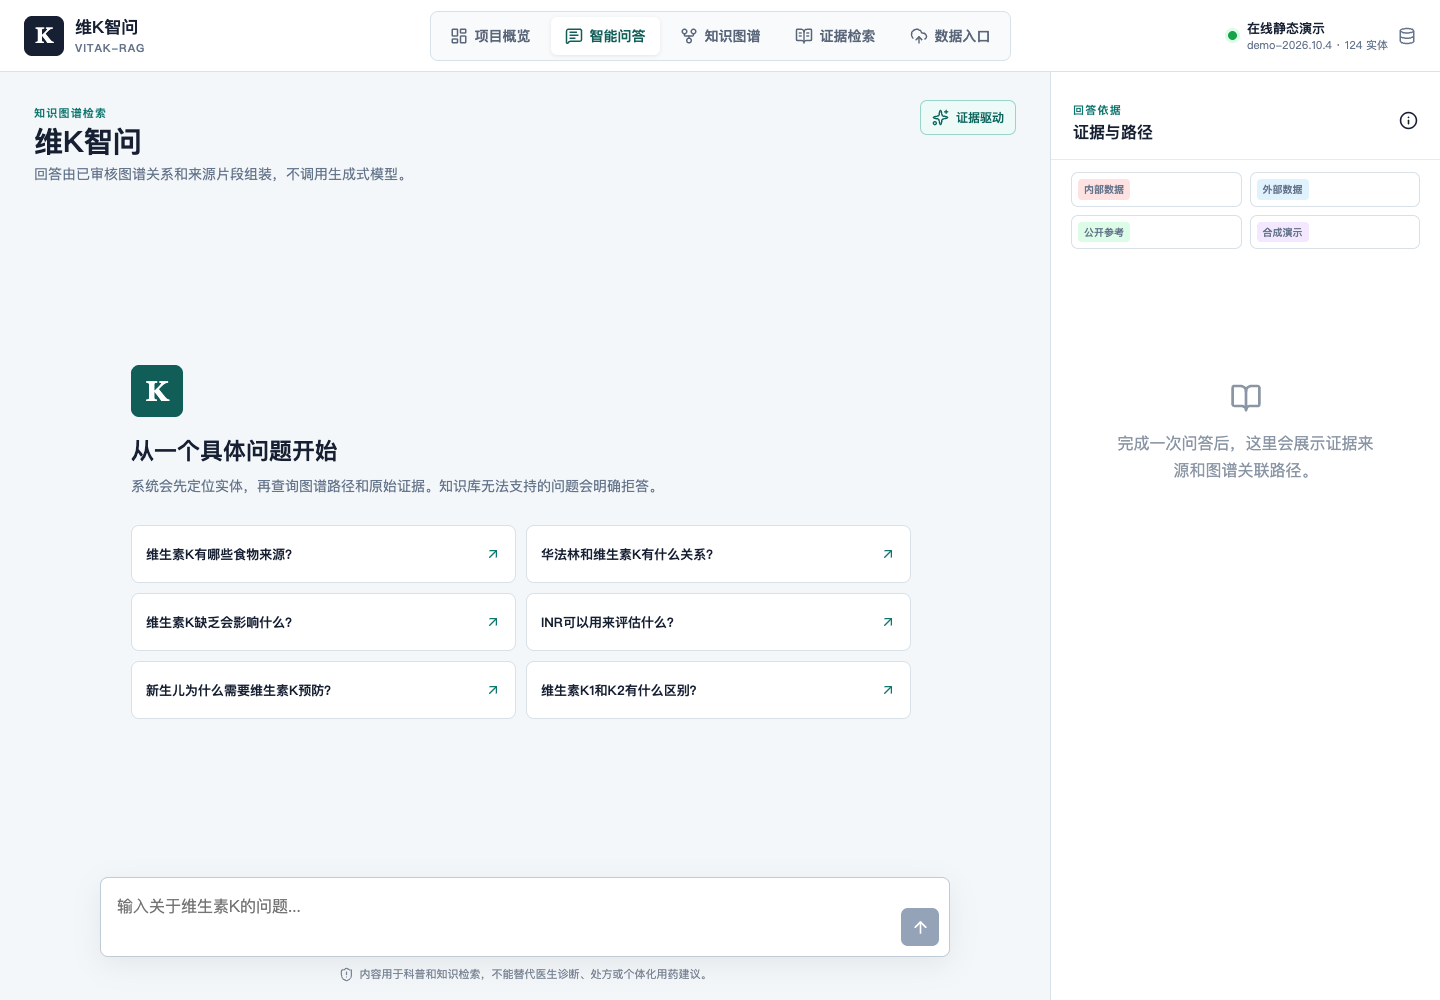 K
维K智问
VITAK-RAG
项目概览
智能问答
知识图谱
证据检索
数据入口
在线静态演示
demo-2026.10.4 · 124 实体
知识图谱检索
维K智问
回答由已审核图谱关系和来源片段组装，不调用生成式模型。
证据驱动
K
从一个具体问题开始
系统会先定位实体，再查询图谱路径和原始证据。知识库无法支持的问题会明确拒答。
维生素K有哪些食物来源？
华法林和维生素K有什么关系？
维生素K缺乏会影响什么？
INR可以用来评估什么？
新生儿为什么需要维生素K预防？
维生素K1和K2有什么区别？
输入关于维生素K的问题...
内容用于科普和知识检索，不能替代医生诊断、处方或个体化用药建议。
回答依据
证据与路径
内部数据
外部数据
公开参考
合成演示
完成一次问答后，这里会展示证据来
源和图谱关联路径。